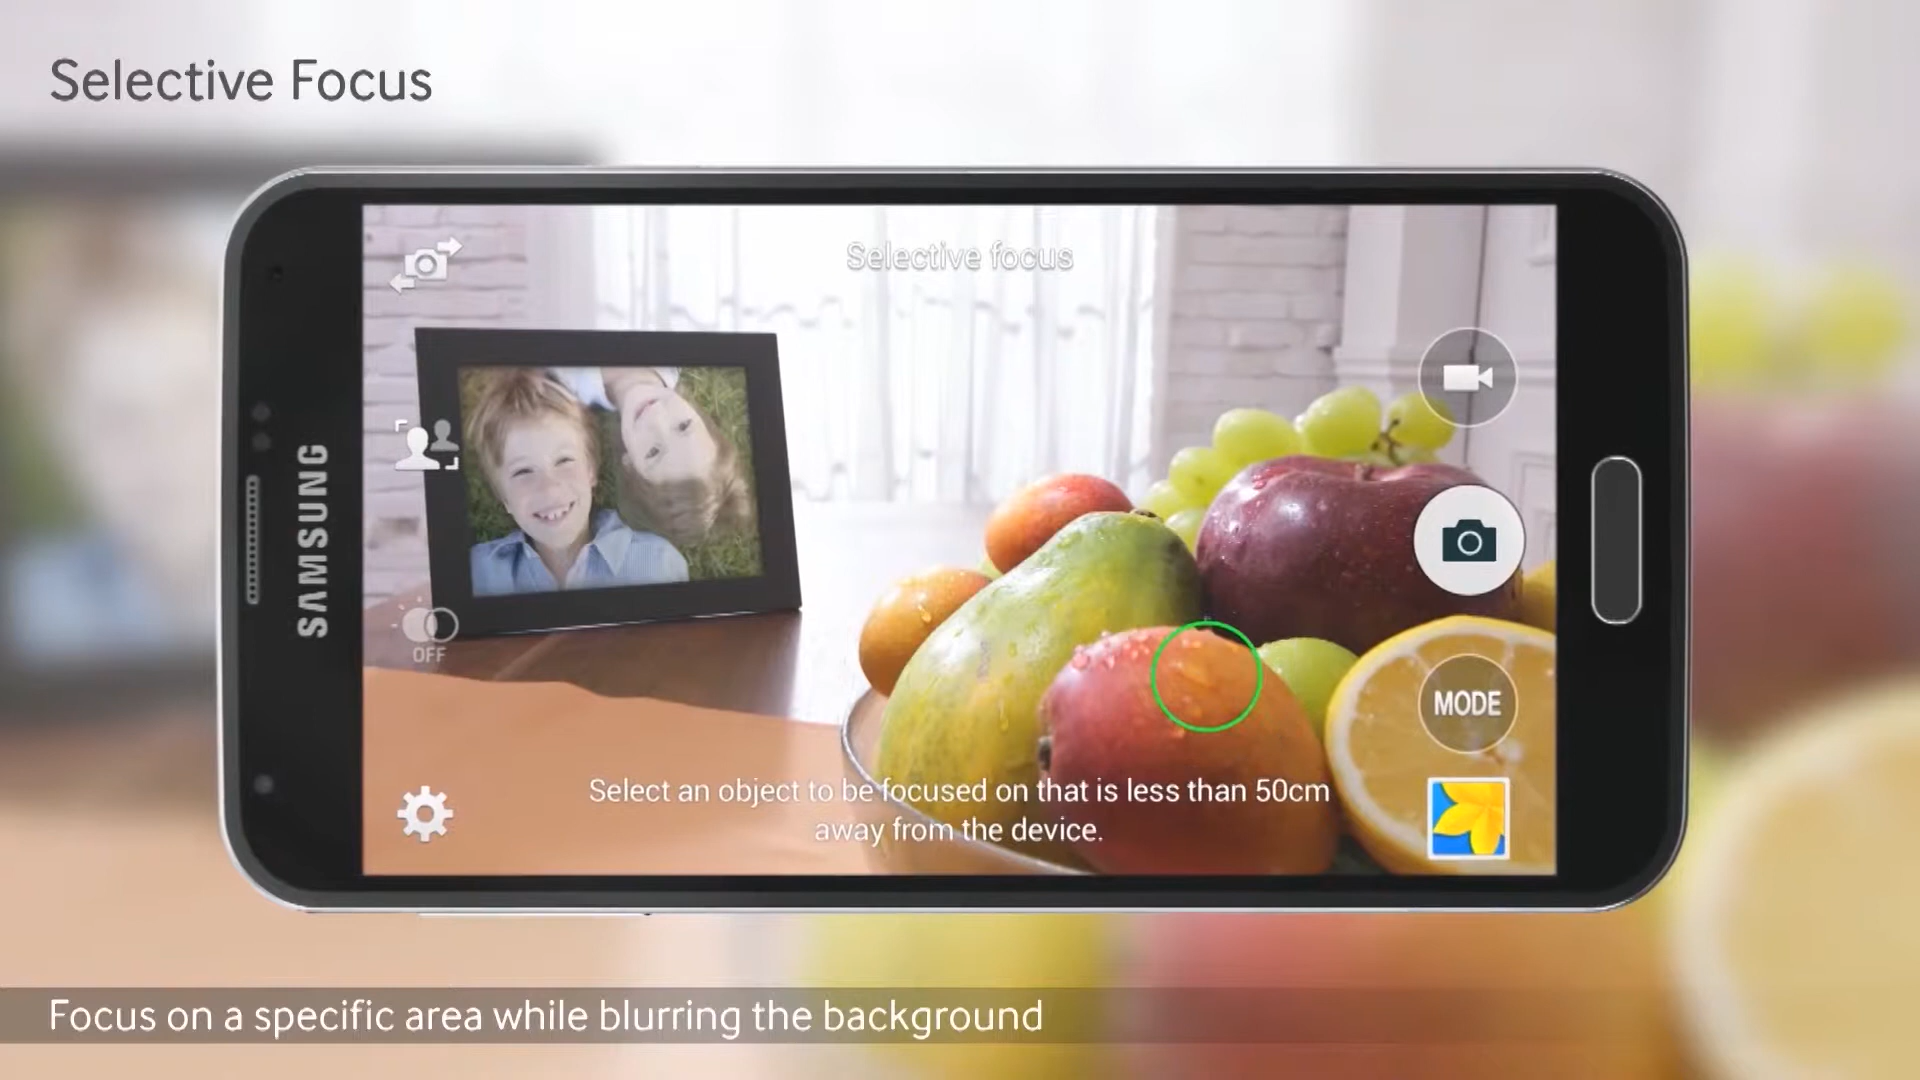 Selective Focus
Selective focus
SAMSUNG
OFF
MODE
Select an object to be focused on that is less than 50cm
away from the device.
Focus on a specific area while blurring the background